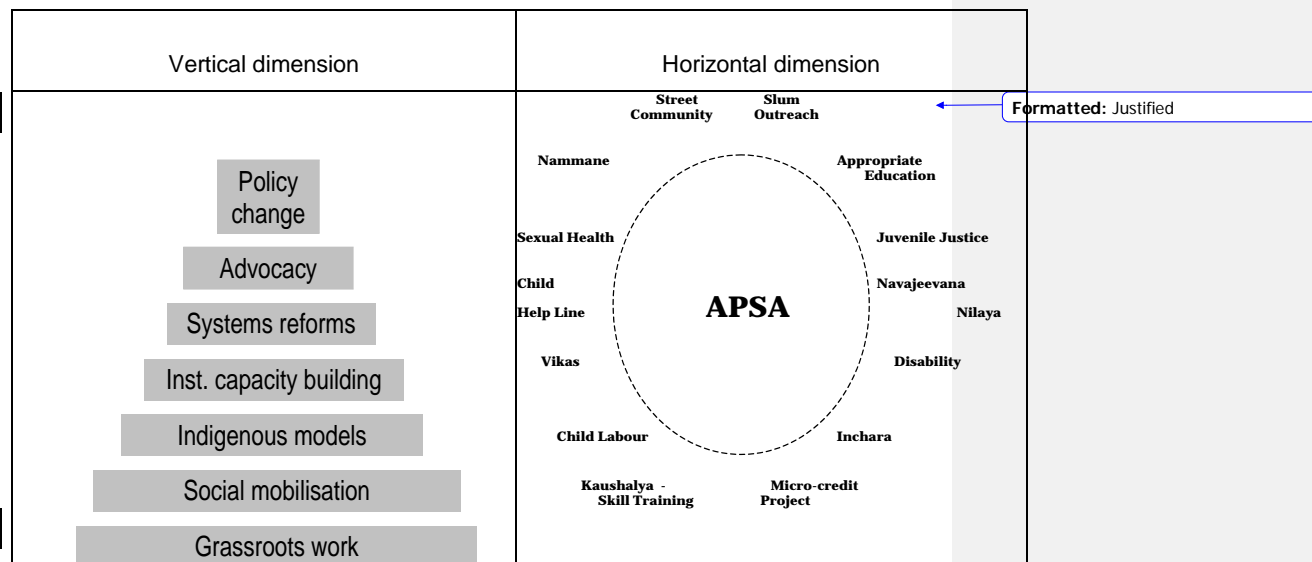 Vertical dimension
Horizontal dimension
Formatted: Justified
Policy
change
Advocacy
Systems reforms
Inst. capacity building
Indigenous models
Social mobilisation
Grassroots work
Street
Community
Slum
Outreach
Nammane
Appropriate
Education
Sexual Health
Juvenile Justice
Child
Help Line
Navajeevana
Nilaya
APSA
Vikas
Disability
Child Labour
Inchara
Kaushalya -
Skill Training
Micro-credit
Project